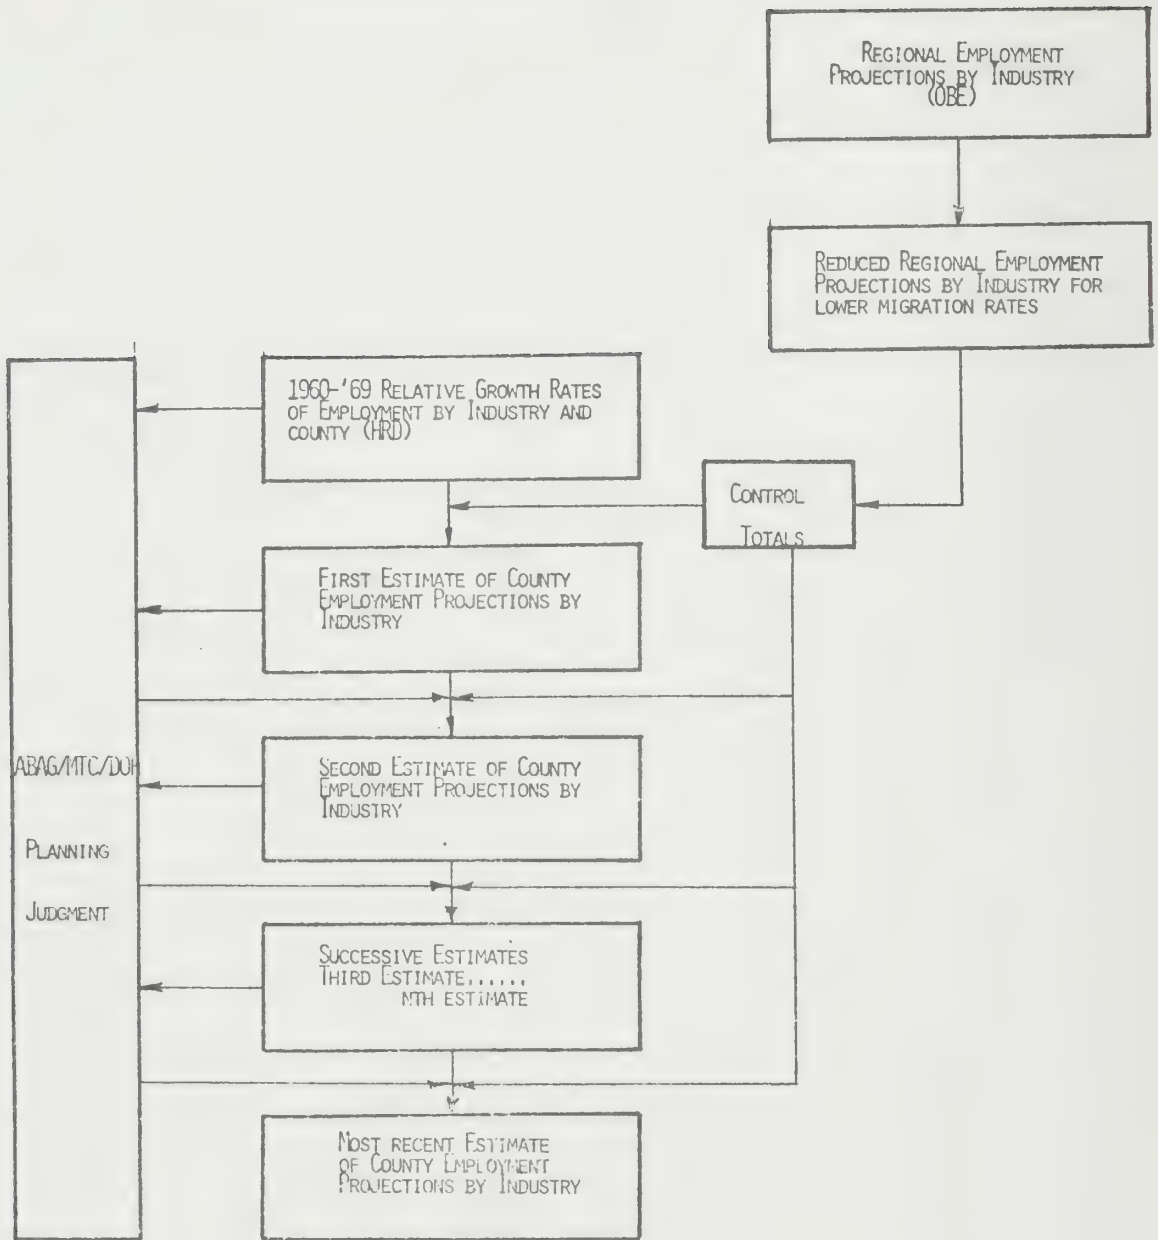 REGIONAL EMPLOYMENT
PROJECTIONS BY INDUSTRY
(OBE)
REDUCED REGIONAL EMPLOYMENT
PROJECTIONS BY INDUSTRY FOR
LOWER MIGRATION RATES
1960-'69 RELATIVE GROWTH RATES
OF EMPLOYMENT BY INDUSTRY AND
COUNTY (HRD)
CONTROL
TOTALS
FIRST ESTIMATE OF COUNTY
EMPLOYMENT PROJECTIONS BY
INDUSTRY
ABAG/MTC/DOH
PLANNING
JUDGMENT
SECOND ESTIMATE OF COUNTY
EMPLOYMENT PROJECTIONS BY
INDUSTRY
SUCCESSIVE ESTIMATES
THIRD ESTIMATE......
NTH ESTIMATE
MOST RECENT ESTIMATE
OF COUNTY EMPLOYMENT
PROJECTIONS BY INDUSTRY